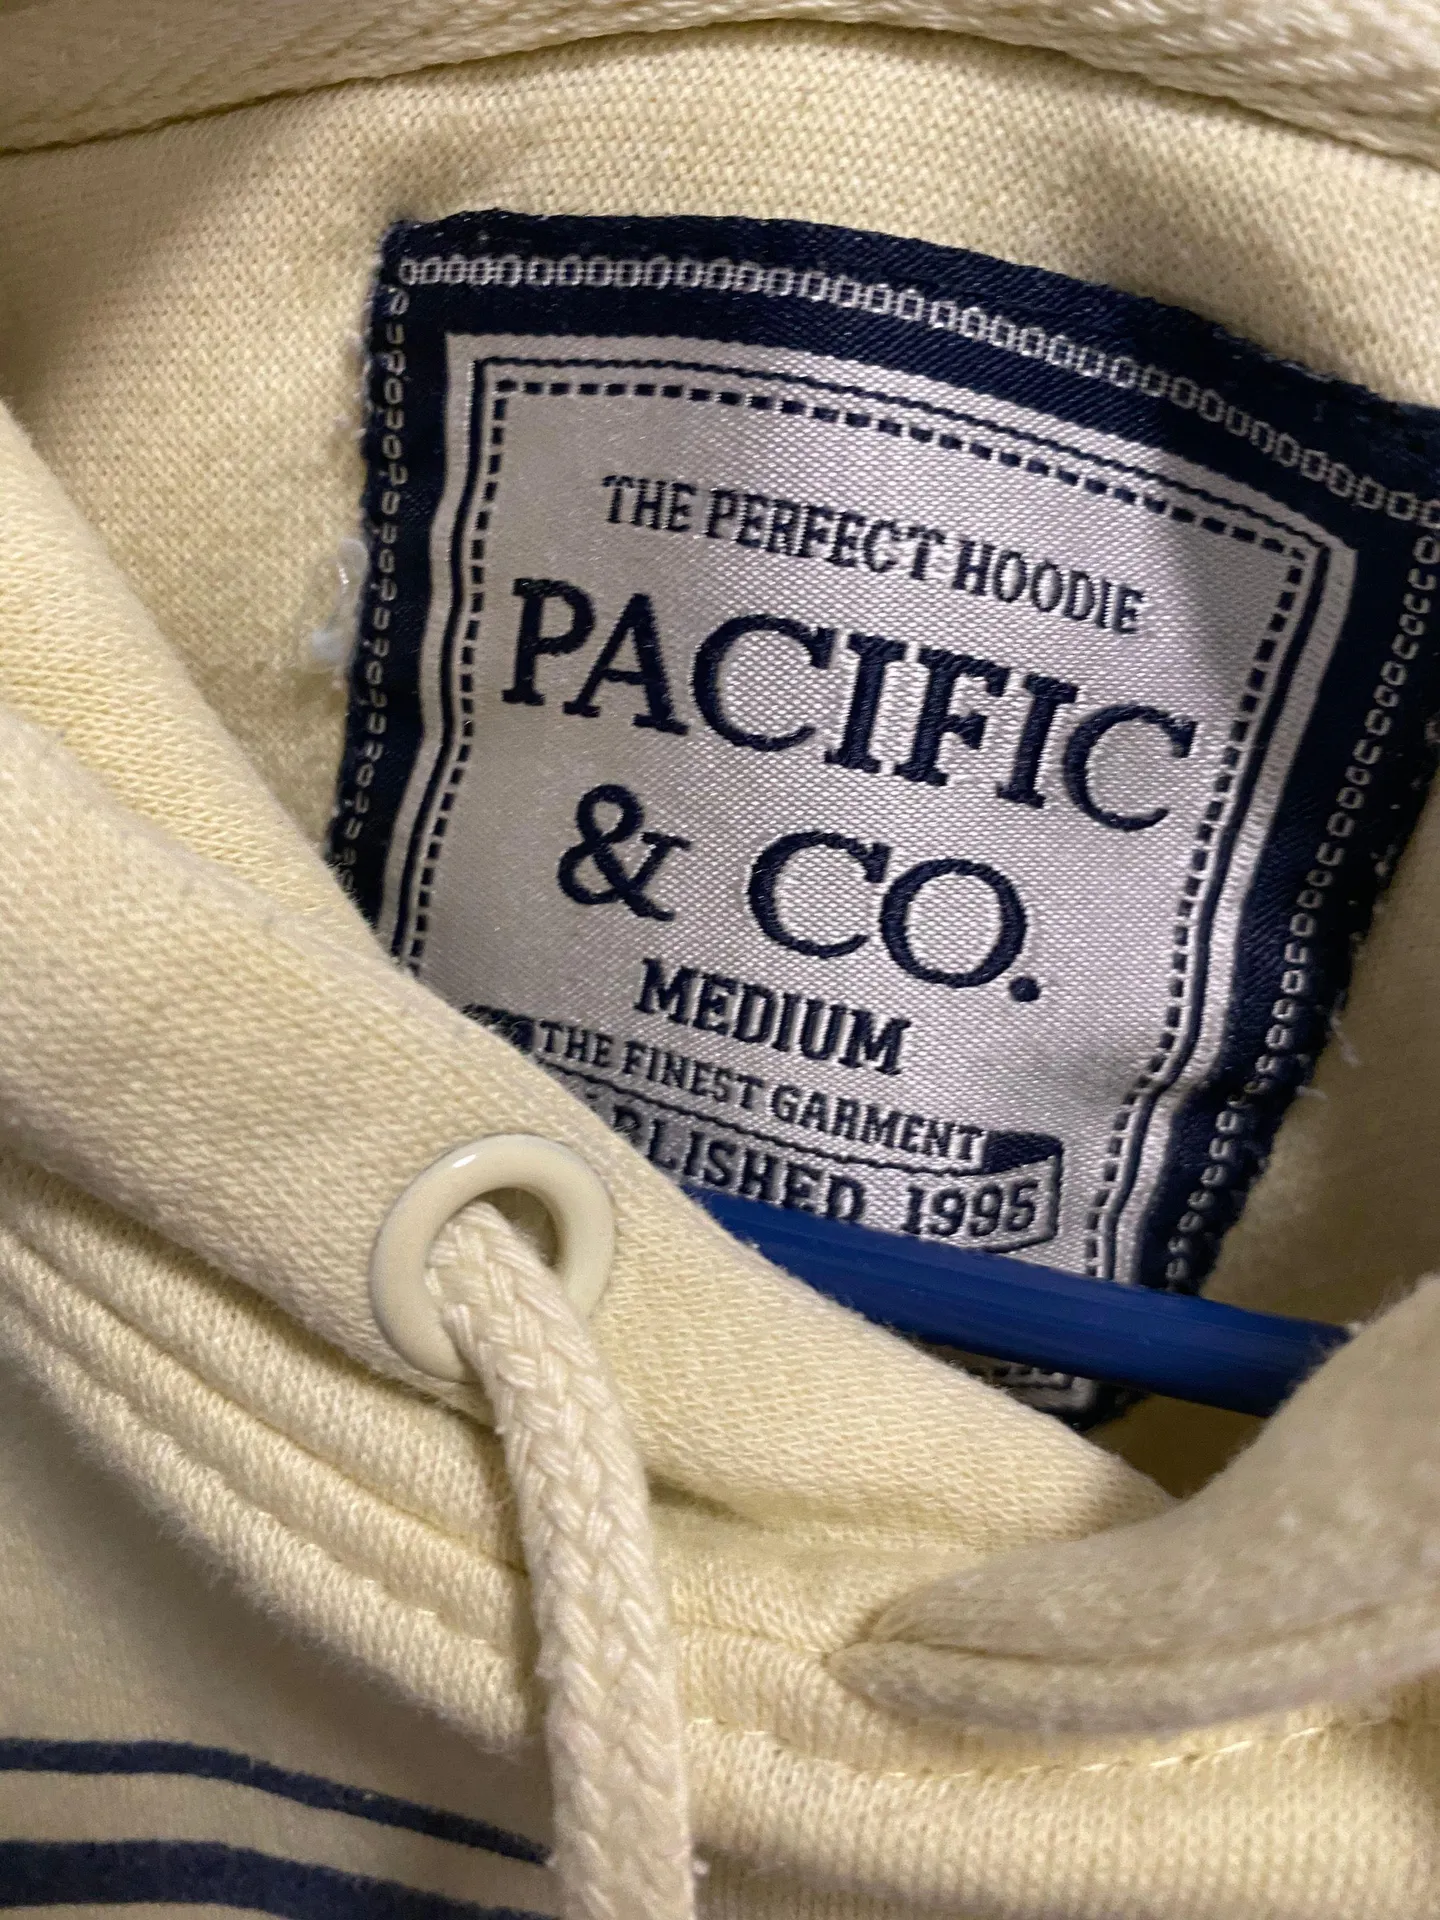 THE PERFECT HOODIE
PACIFIC
& CO.
MEDIUM
THE FINEST GARMENT
1995